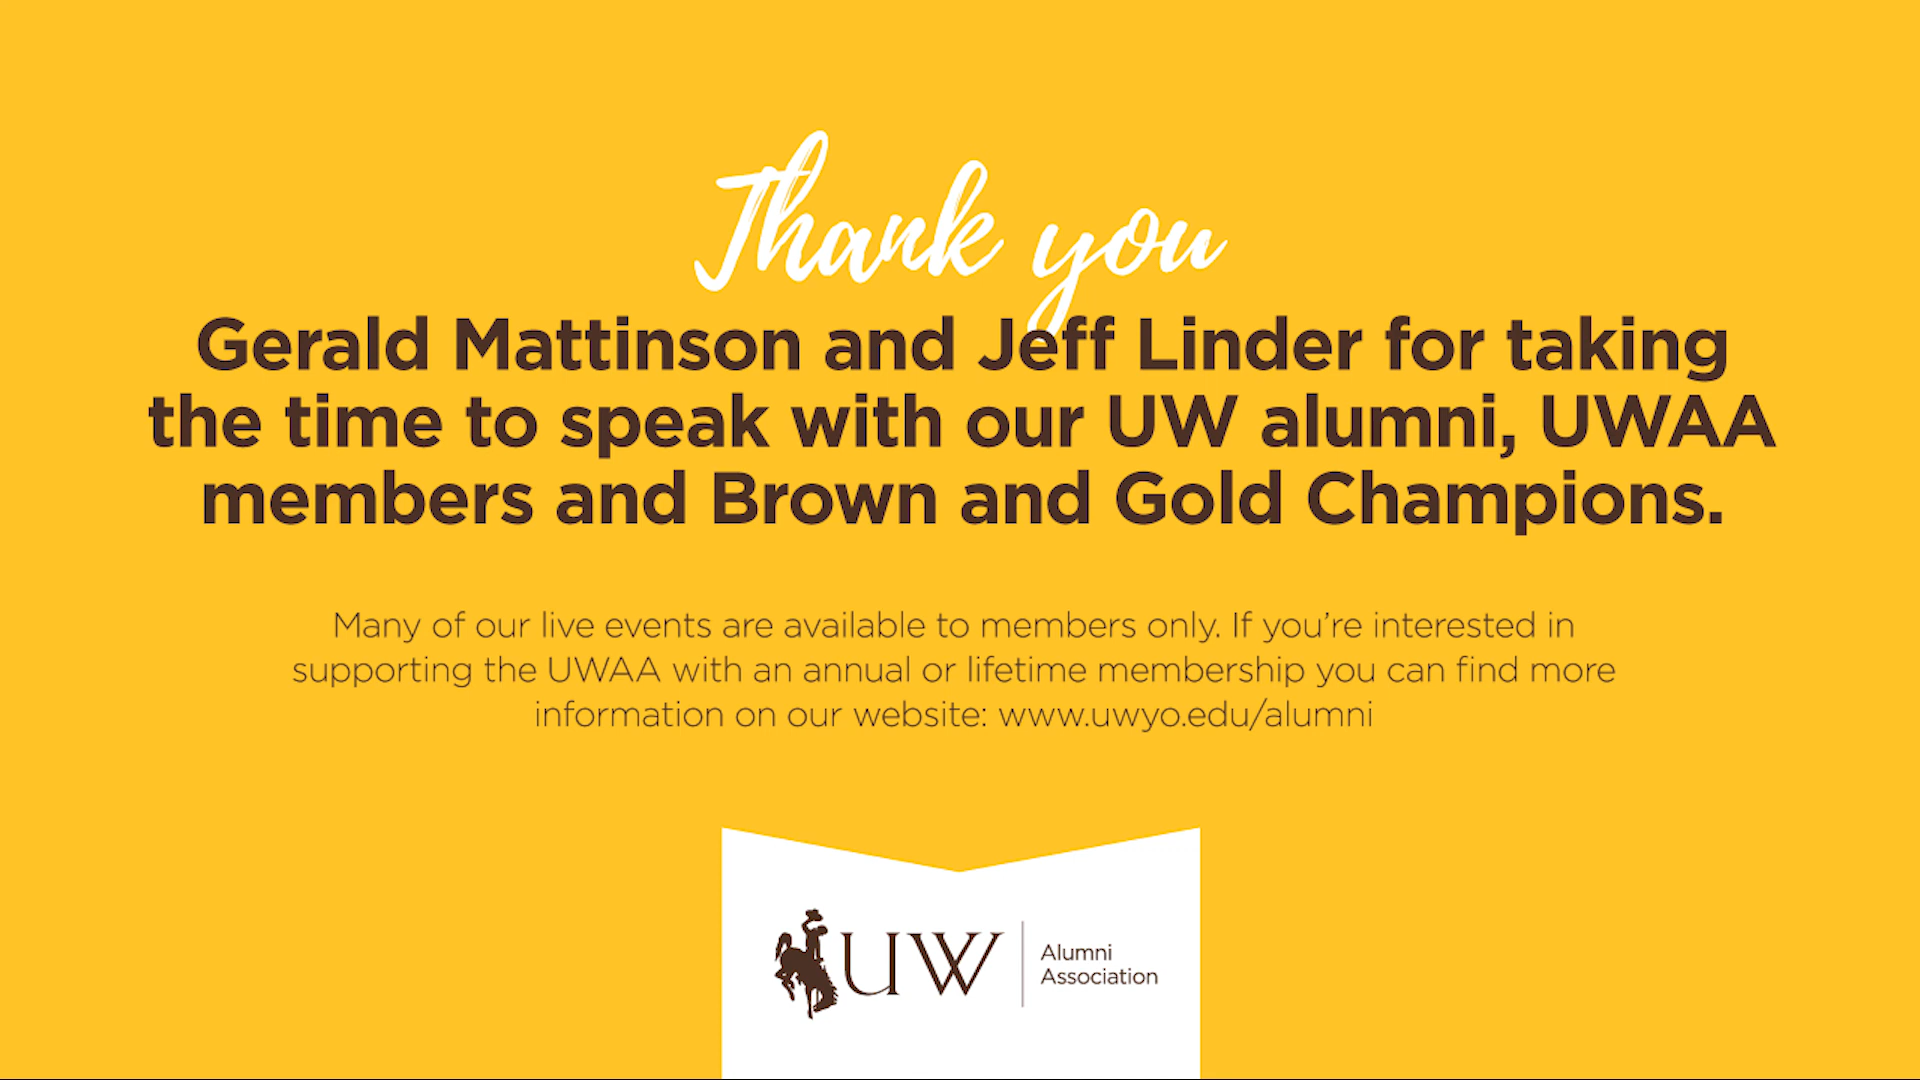 Thank you
Gerald Mattinson and Jeff Linder for taking
the time to speak with our UW alumni, UWAA
members and Brown and Gold Champions.
Many of our live events are available to members only. If you're interested in
supporting the UWAA with an annual or lifetime membership you can find more
information on our website: www.uwyo.edu/alumni
UW
Alumni
Association